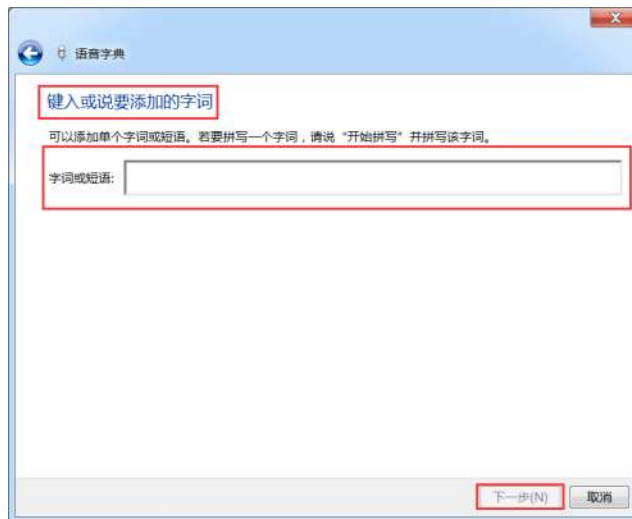 语音字典
键入或说要添加的字词
可以添加单个字词或短语。若要拼写一个字词，请说“开始拼写”并拼写该字词。
字词或短语:
下一步(N) 取消